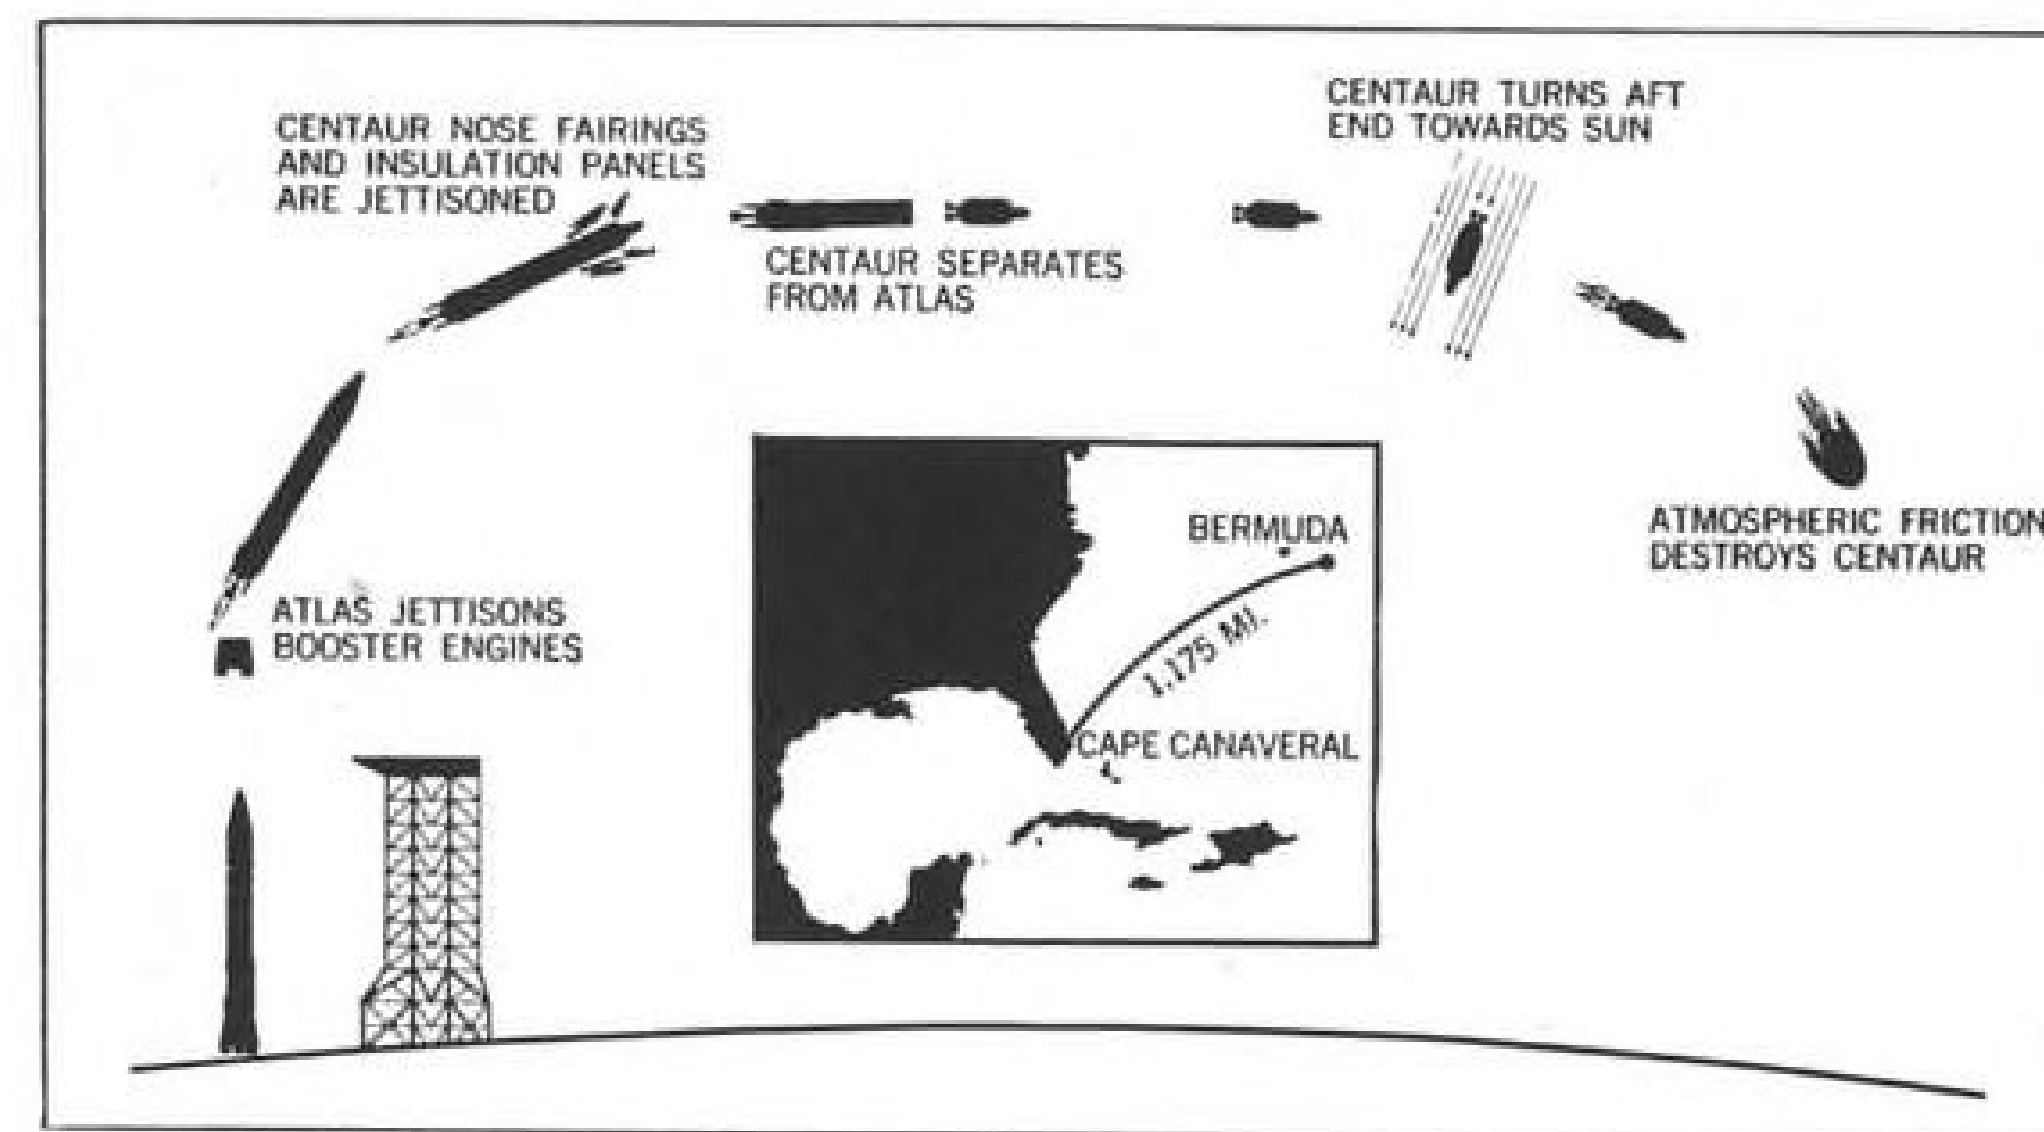 CENTAUR NOSE FAIRINGS
AND INSULATION PANELS
ARE JETTISONED
CENTAUR SEPARATES
FROM ATLAS
CENTAUR TURNS AFT
END TOWARDS SUN
ATLAS JETTISONS
BOOSTER ENGINES
BERMUDA
1,175 MI.
CAPE CANAVERAL
ATMOSPHERIC FRICTION
DESTROYS CENTAUR